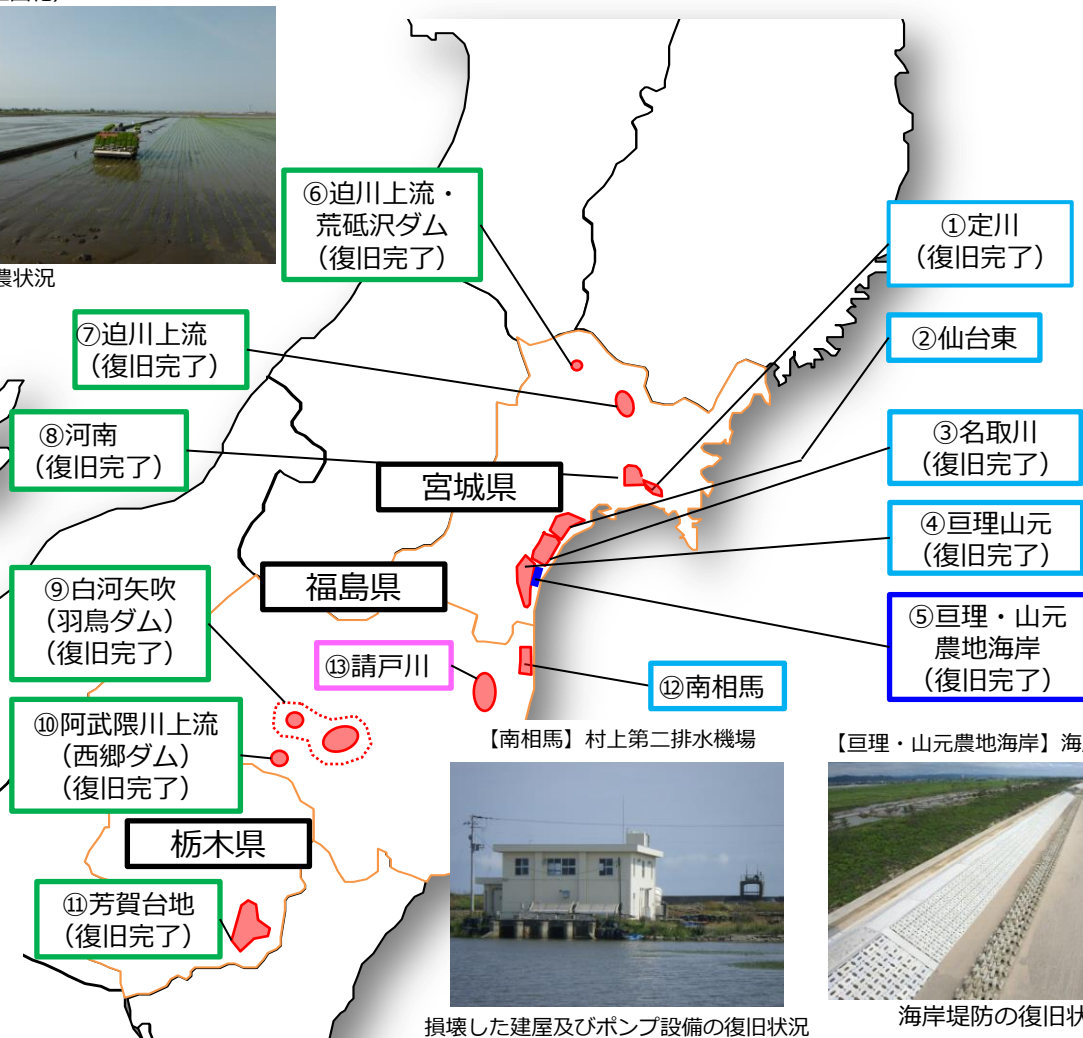 農状況
⑥迫川上流・
荒砥沢ダム
(復旧完了)
①定川
(復旧完了)
⑦迫川上流
(復旧完了)
②仙台東
⑧河南
(復旧完了)
③名取川
(復旧完了)
宮城県
④亘理山元
(復旧完了)
福島県
⑨白河矢吹
(羽鳥ダム)
(復旧完了)
⑤亘理・山元
農地海岸
(復旧完了)
⑬請戸川
⑫南相馬
⑩阿武隈川上流
(西郷ダム)
(復旧完了)
栃木県
⑪芳賀台地
(復旧完了)
【南相馬】村上第二排水機場
損壊した建屋及びポンプ設備の復旧状況
【亘理・山元農地海岸】海
海岸堤防の復旧状